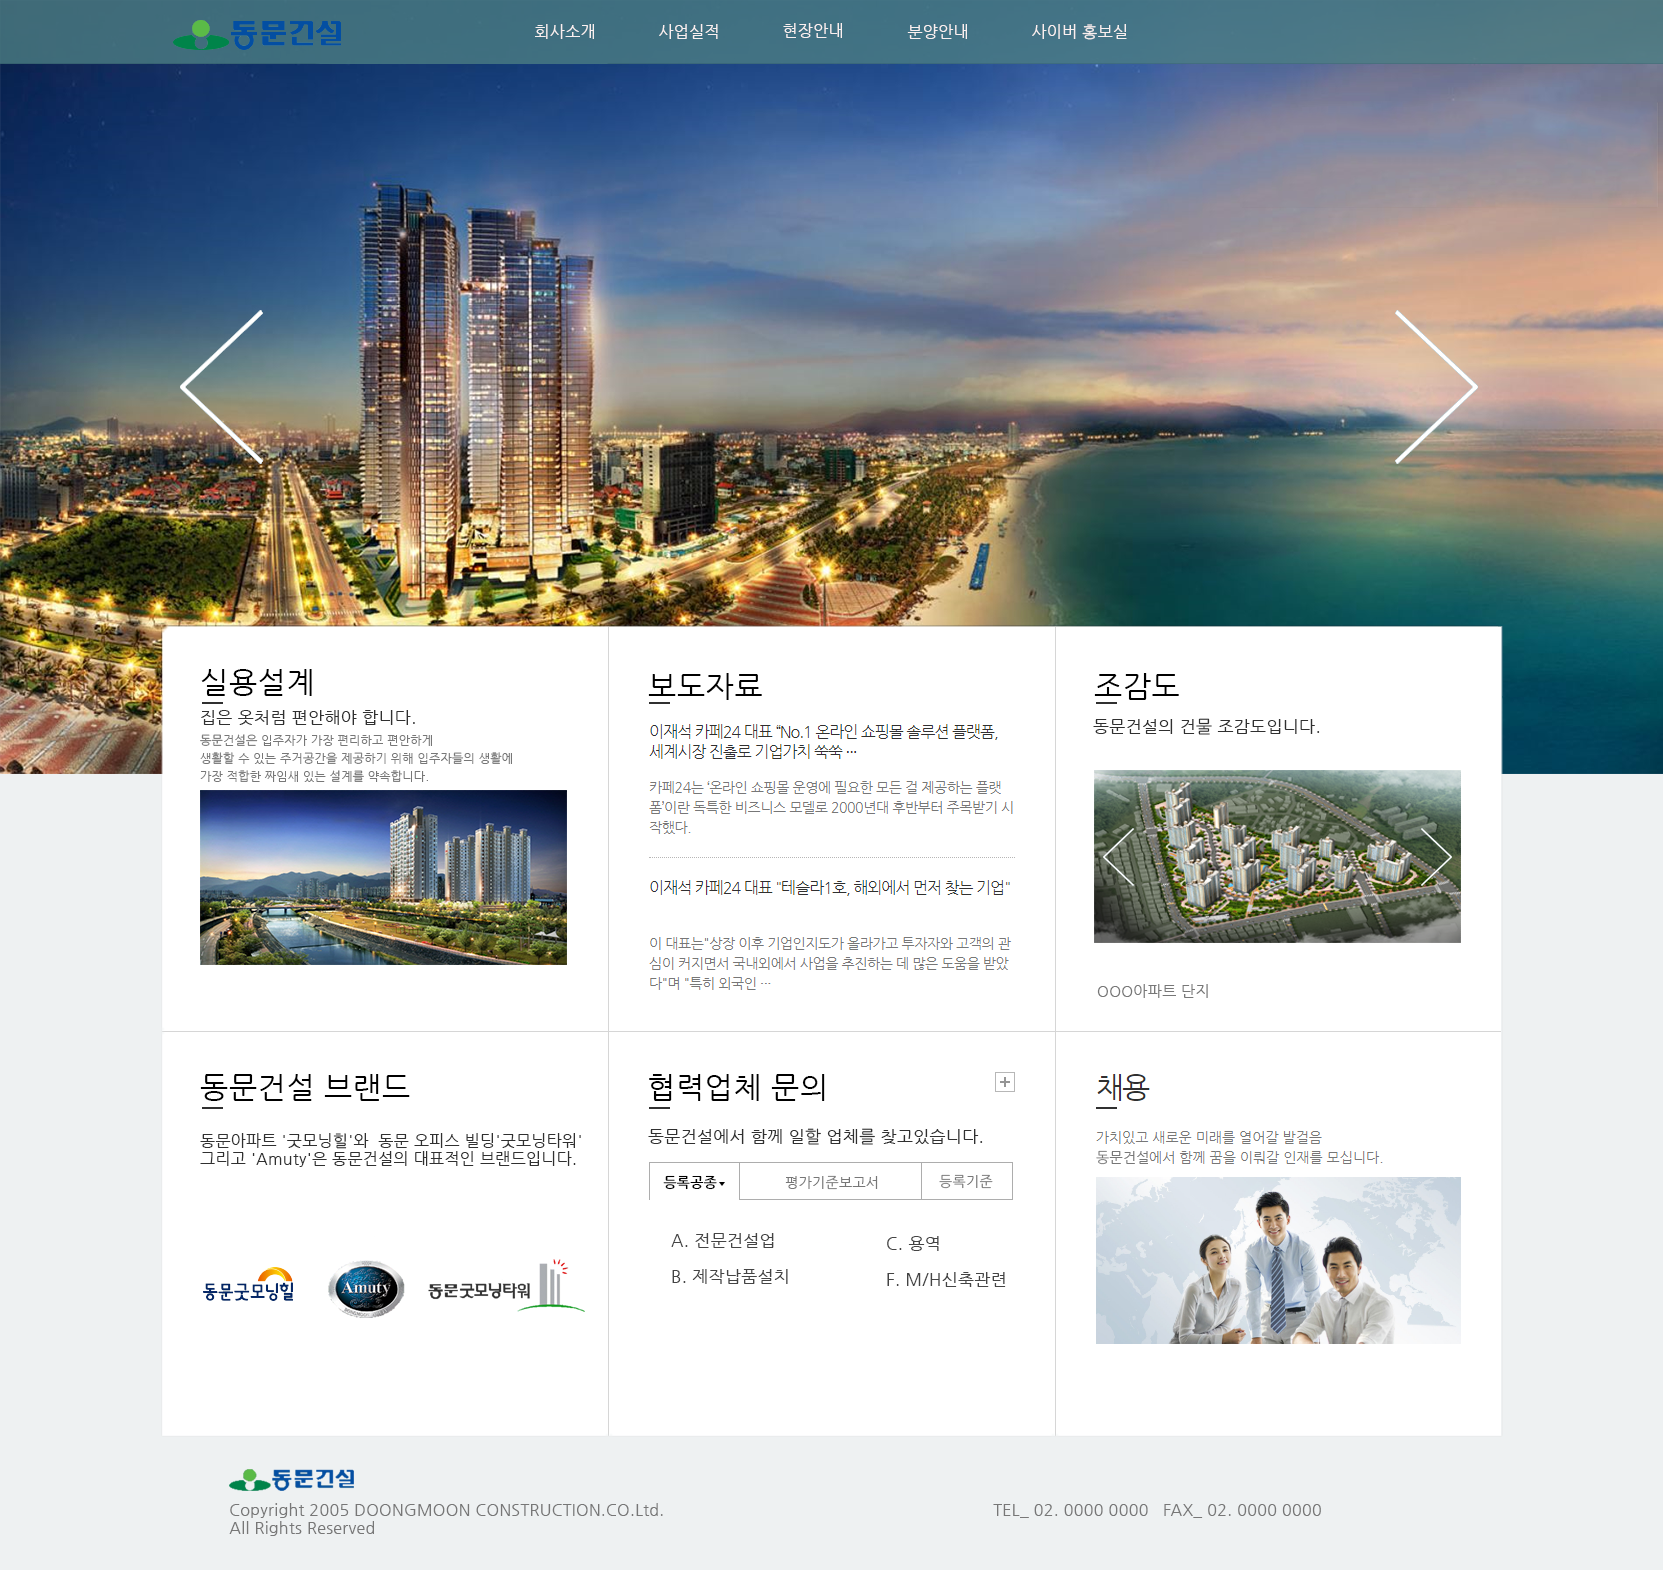 동문건설
회사소개
사업실적
현장안내
분양안내
사이버 홍보실
실용설계
집은 옷처럼 편안해야 합니다.
동문건설은 입주자가 가장 편리하고 편안하게
생활할 수 있는 주거공간을 제공하기 위해 입주자들의 생활에
가장 적합한 짜임새 있는 설계를 약속합니다.
보도자료
이재석 카페24 대표 “No.1 온라인 쇼핑몰 솔루션 플랫폼,
세계시장 진출로 기업가치 쑥쑥 ···
카페24는 ‘온라인 쇼핑몰 운영에 필요한 모든 걸 제공하는 플랫
폼’이란 독특한 비즈니스 모델로 2000년대 후반부터 주목받기 시
작했다.
이재석 카페24 대표 "테슬라1호, 해외에서 먼저 찾는 기업"
이 대표는"상장 이후 기업인지도가 올라가고 투자자와 고객의 관
심이 커지면서 국내외에서 사업을 추진하는 데 많은 도움을 받았
다"며 "특히 외국인 ···
조감도
동문건설의 건물 조감도입니다.
OOO아파트 단지
동문건설 브랜드
동문아파트 '굿모닝힐'와  동문 오피스 빌딩'굿모닝타워'
그리고 'Amuty'은 동문건설의 대표적인 브랜드입니다.
동문굿모닝힐
Amuty
동문굿모닝타워
협력업체 문의
동문건설에서 함께 일할 업체를 찾고있습니다.
등록공종
평가기준보고서
등록기준
A. 전문건설업
C. 용역
B. 제작납품설치
F. M/H신축관련
채용
가치있고 새로운 미래를 열어갈 발걸음
동문건설에서 함께 꿈을 이뤄갈 인재를 모십니다.
동문건설
Copyright 2005 DOONGMOON CONSTRUCTION.CO.Ltd.
All Rights Reserved
TEL_ 02. 0000 0000   FAX_ 02. 0000 0000